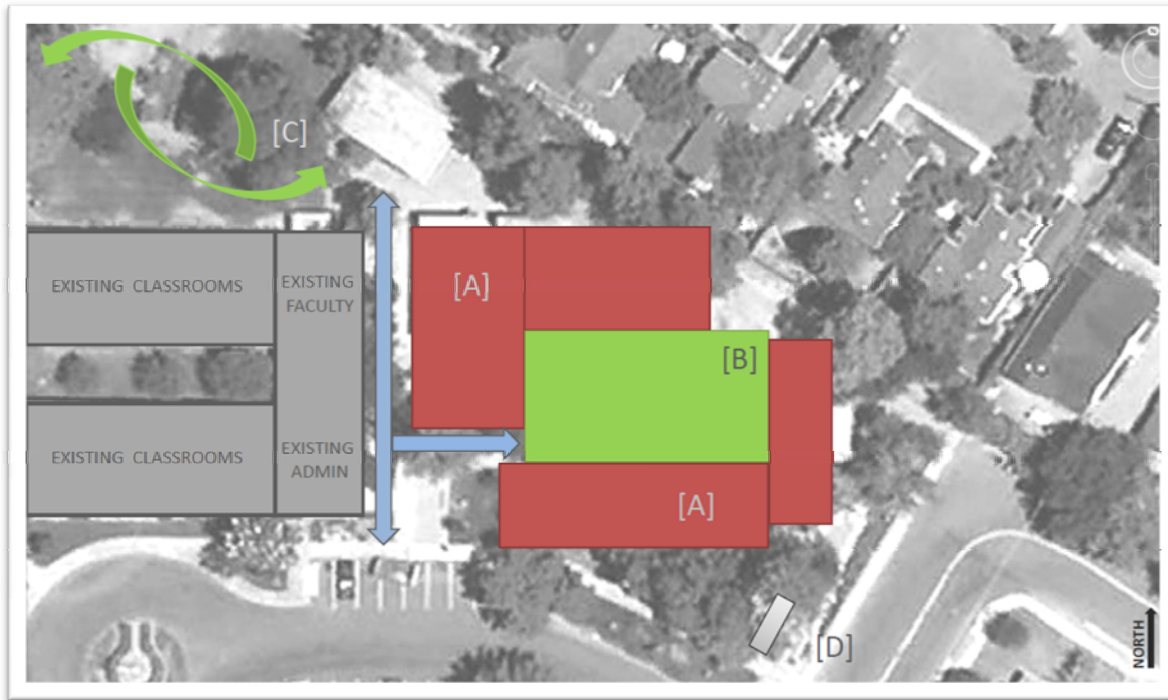 [C]
EXISTING CLASSROOMS
EXISTING
FACULTY
[A]
[B]
EXISTING CLASSROOMS
EXISTING
ADMIN
[A]
[D]
NORTH